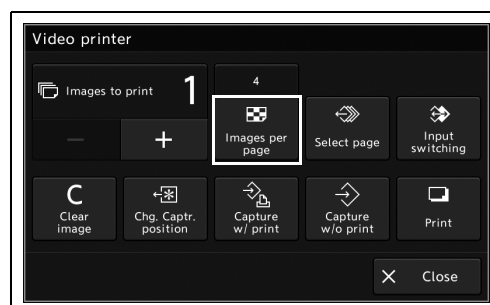 Video printer
Images to print 1
4
Images per
page
Select page
Input
switching
C
Clear
image
Chg. Captr.
position
Capture
w/ print
Capture
w/o print
Print
Close